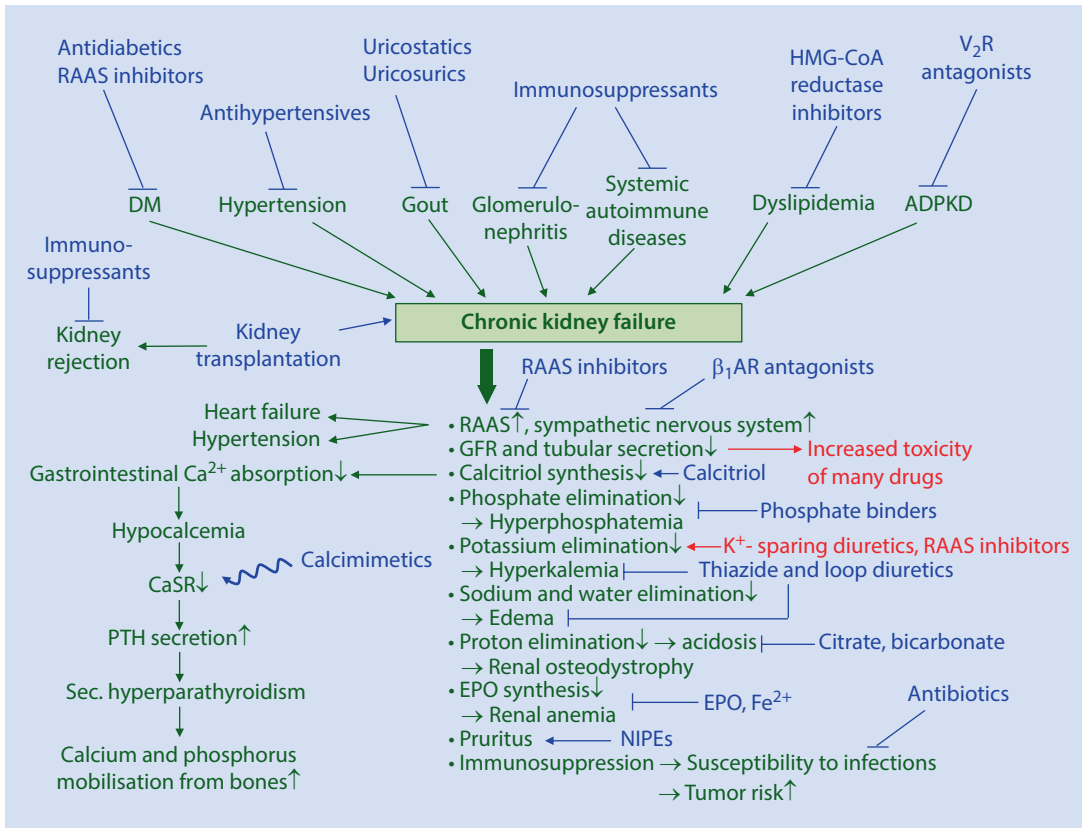 Antidiabetics
RAAS inhibitors
Uricostatics
Uricosurics
Antihypertensives
Immunosuppressants
HMG-CoA
reductase
inhibitors
V₂R
antagonists
DM
Hypertension
Gout
Glomerulo-
nephritis
Systemic
autoimmune
diseases
Dyslipidemia
ADPKD
Immuno-
suppressants
Kidney
rejection
Kidney
transplantation
Chronic kidney failure
RAAS inhibitors
β₁AR antagonists
Heart failure
Hypertension
Gastrointestinal Ca²⁺ absorption↓
Hypocalcemia
CaSR↓
Calcimimetics
PTH secretion↑
Sec. hyperparathyroidism
Calcium and phosphorus
mobilisation from bones↑
• RAAS↑, sympathetic nervous system↑
• GFR and tubular secretion↓
Increased toxicity
of many drugs
• Calcitriol synthesis↓
Calcitriol
• Phosphate elimination↓
→ Hyperphosphatemia
Phosphate binders
• Potassium elimination↓
K⁺- sparing diuretics, RAAS inhibitors
→ Hyperkalemia
Thiazide and loop diuretics
• Sodium and water elimination↓
→ Edema
• Proton elimination↓ → acidosis
Citrate, bicarbonate
→ Renal osteodystrophy
• EPO synthesis↓
→ Renal anemia
EPO, Fe²⁺
• Pruritus
NIPEs
Antibiotics
• Immunosuppression → Susceptibility to infections
→ Tumor risk↑